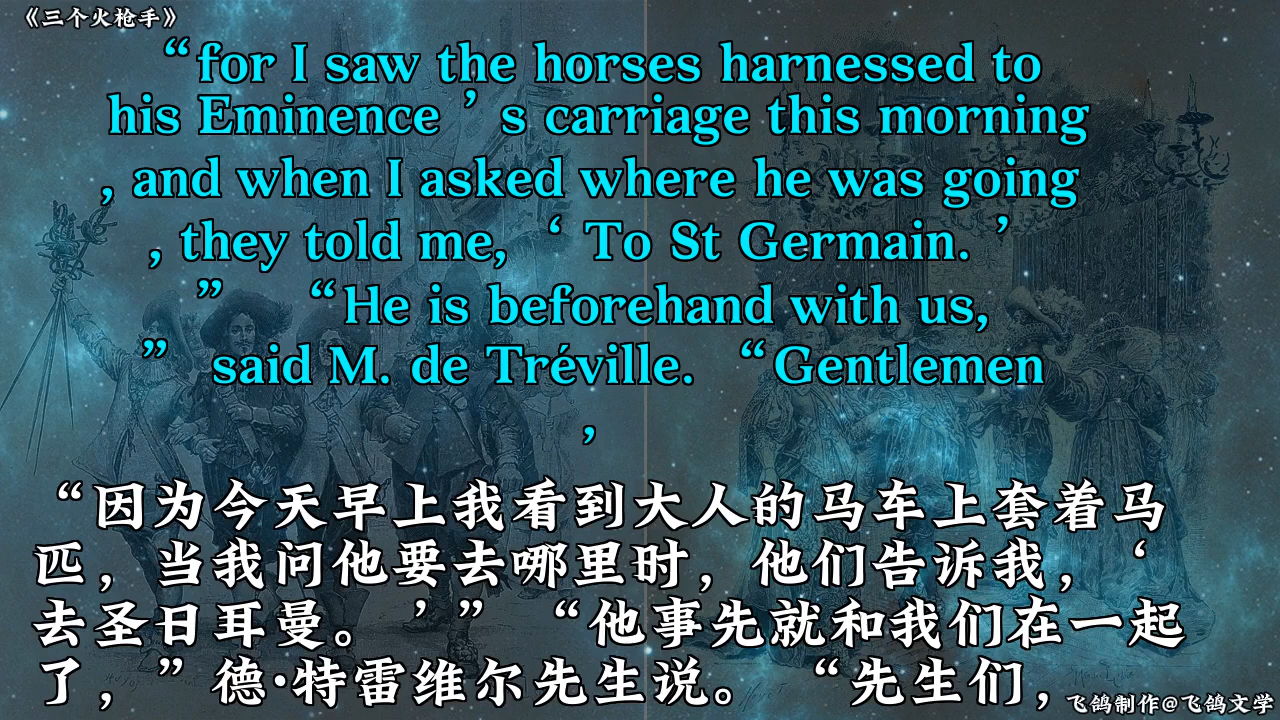 《三个火枪手》
“for I saw the horses harnessed to
his Eminence ’s carriage this morning
, and when I asked where he was going
, they told me, ‘ To St Germain. ’
” “He is beforehand with us,
” said M. de Tréville. “Gentlemen
,
“因为今天早上我看到大人的马车上套着马
匹，当我问他要去哪里时，他们告诉我，‘
去圣日耳曼。 ’” “他事先就和我们在一起
了，”德·特雷维尔先生说。 “先生们，
飞鸽制作@飞鸽文学